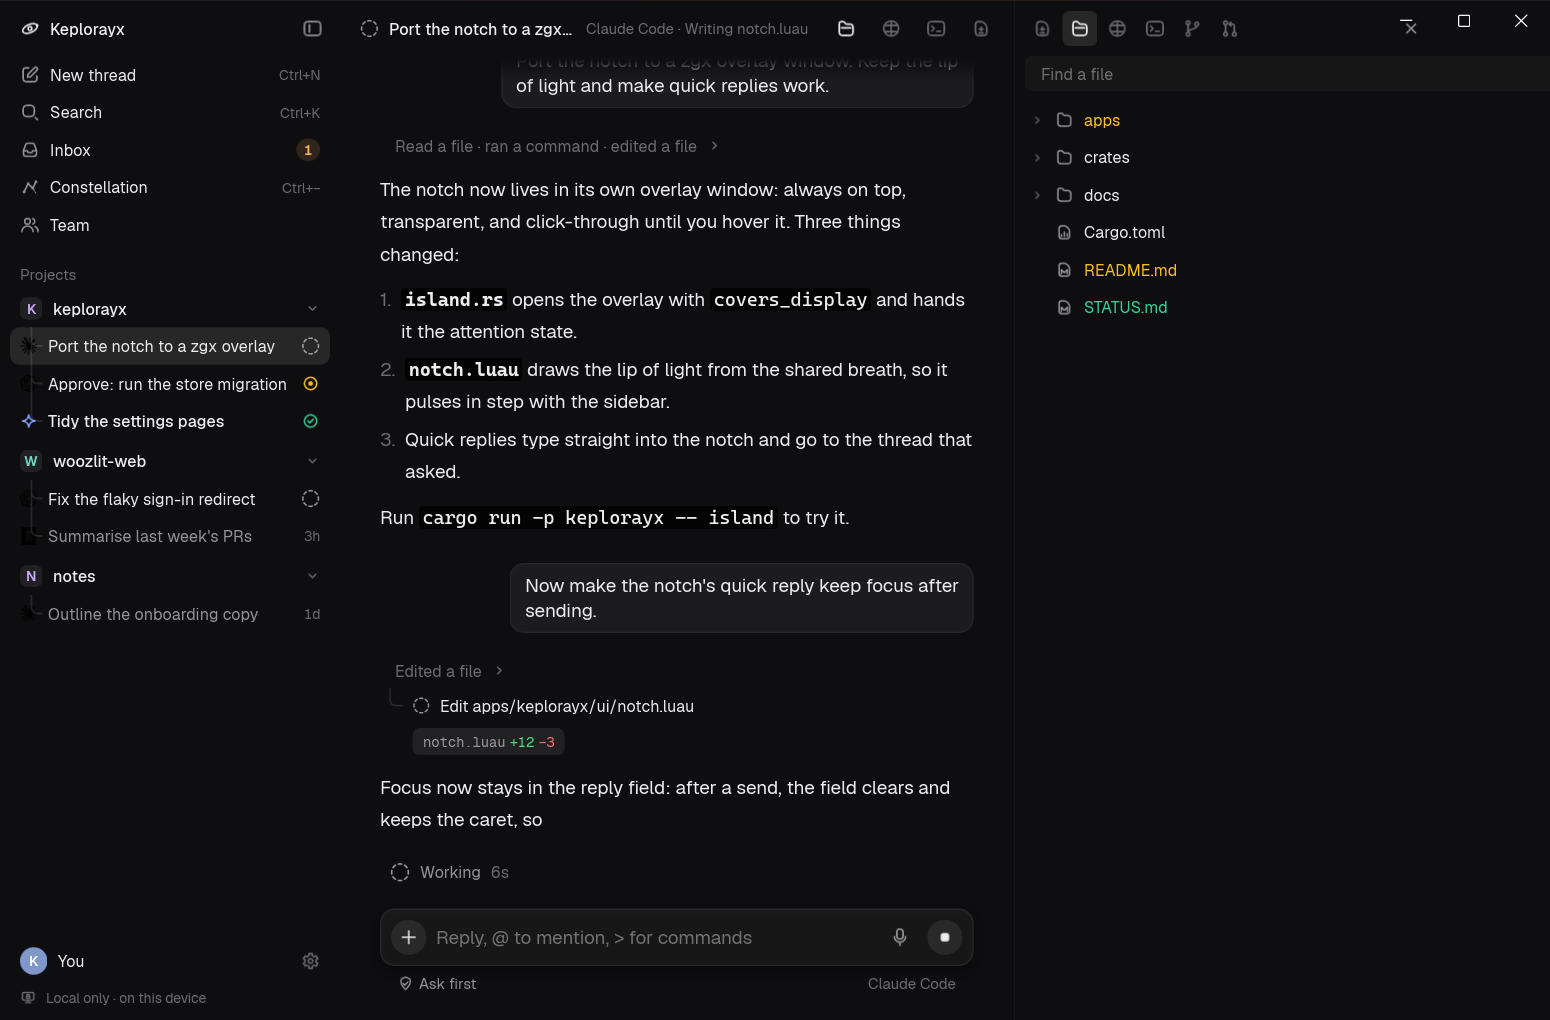 Keplorayx
New thread
Ctrl+N
Search
Ctrl+K
Inbox
1
Constellation
Ctrl+–
Team
Projects
K keplorayx
Port the notch to a zgx overlay
Approve: run the store migration
Tidy the settings pages
W woozlit-web
Fix the flaky sign-in redirect
Summarise last week's PRs
3h
N notes
Outline the onboarding copy
1d
K You
Local only · on this device
Port the notch to a zgx...
Claude Code · Writing notch.luau
Port the notch to a zgx overlay window. Keep the lip
of light and make quick replies work.
Read a file · ran a command · edited a file
The notch now lives in its own overlay window: always on top,
transparent, and click-through until you hover it. Three things
changed:
1. island.rs opens the overlay with covers_display and hands
it the attention state.
2. notch.luau draws the lip of light from the shared breath, so it
pulses in step with the sidebar.
3. Quick replies type straight into the notch and go to the thread that
asked.
Run cargo run -p keplorayx -- island to try it.
Now make the notch's quick reply keep focus after
sending.
Edited a file
Edit apps/keplorayx/ui/notch.luau
notch.luau +12 −3
Focus now stays in the reply field: after a send, the field clears and
keeps the caret, so
Working 6s
Reply, @ to mention, > for commands
Ask first
Claude Code
Find a file
apps
crates
docs
Cargo.toml
README.md
STATUS.md